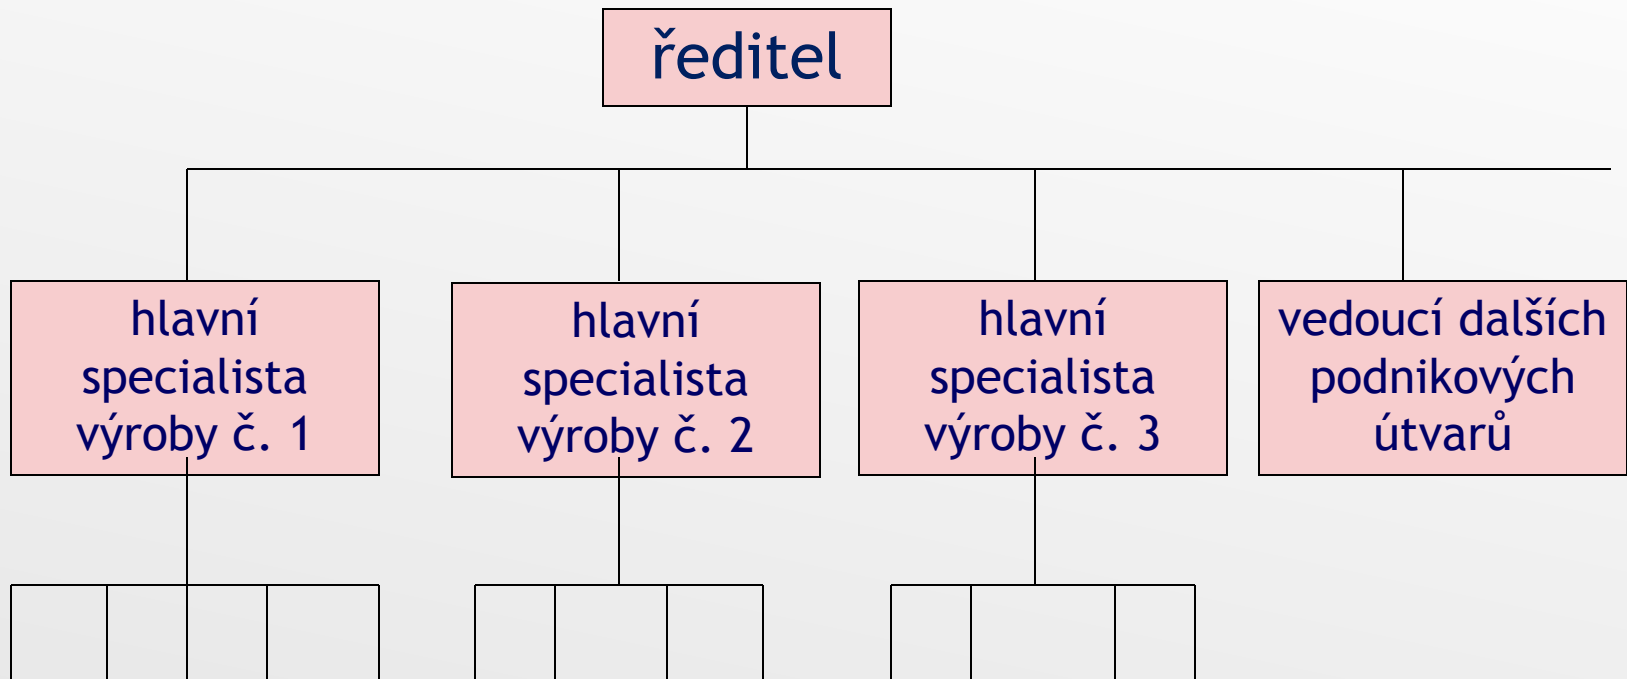 ředitel
hlavní
specialista
výroby č. 1
hlavní
specialista
výroby č. 2
hlavní
specialista
výroby č. 3
vedoucí dalších
podnikových
útvarů